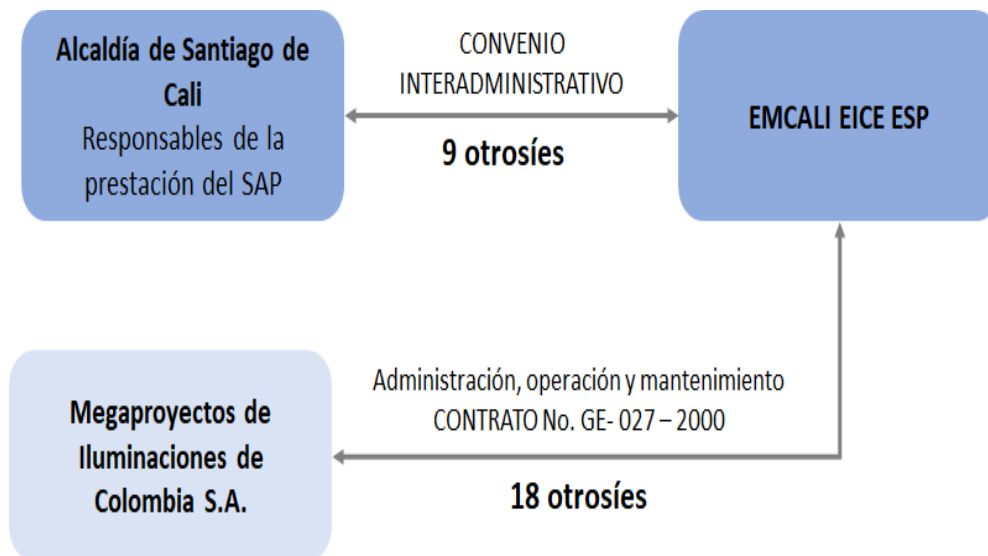 Alcaldía de Santiago de
Cali
Responsables de la
prestación del SAP
CONVENIO
INTERADMINISTRATIVO
9 otrosíes
EMCALI EICE ESP
Megaproyectos de
Iluminaciones de
Colombia S.A.
Administración, operación y mantenimiento
CONTRATO No. GE- 027 – 2000
18 otrosíes